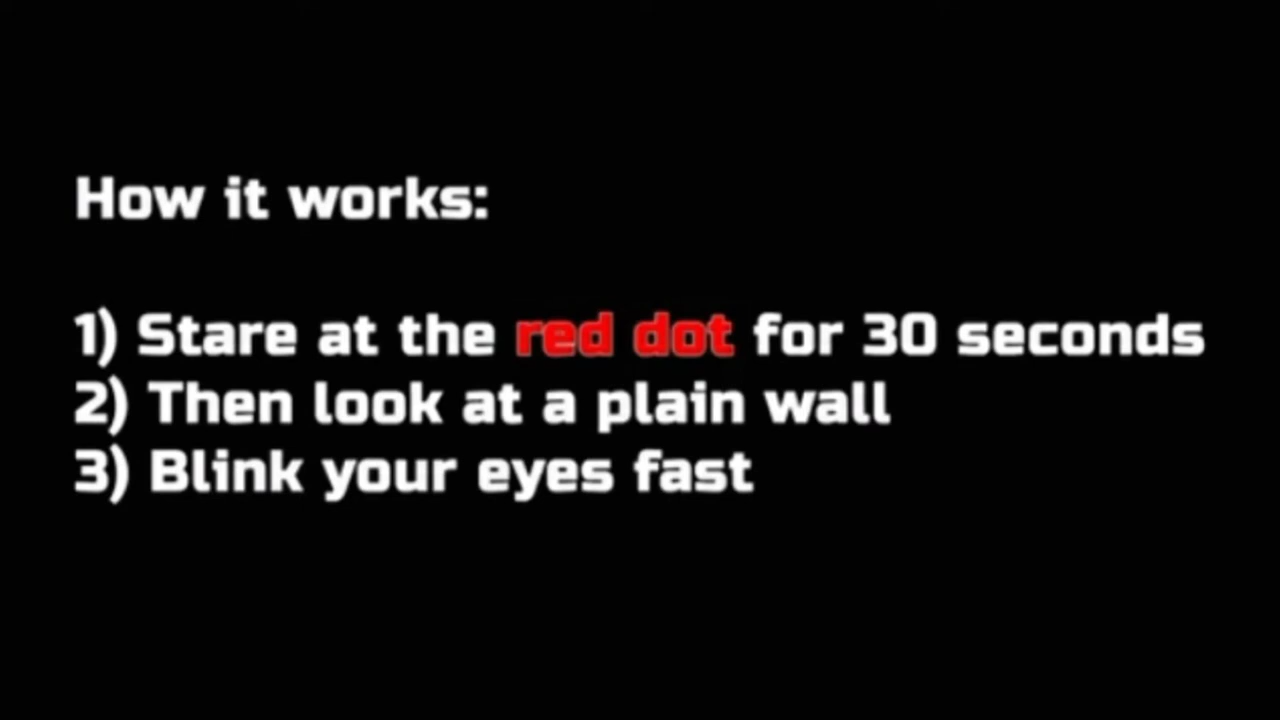 How it works:
1) Stare at the red dot for 30 seconds
2) Then look at a plain wall
3) Blink your eyes fast